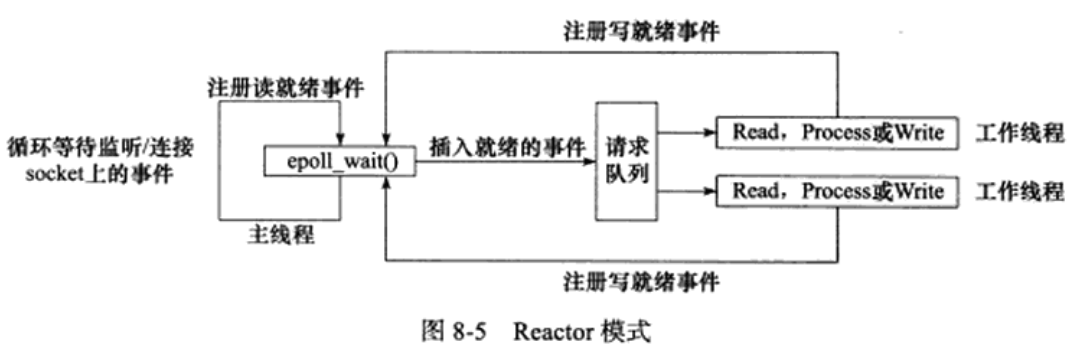 注册写就绪事件
注册读就绪事件
循环等待监听/连接
socket上的事件
epoll_wait()
插入就绪的事件
请求
队列
Read，Process或Write
工作线程
Read，Process或Write
工作线程
主线程
注册写就绪事件
图 8-5 Reactor 模式